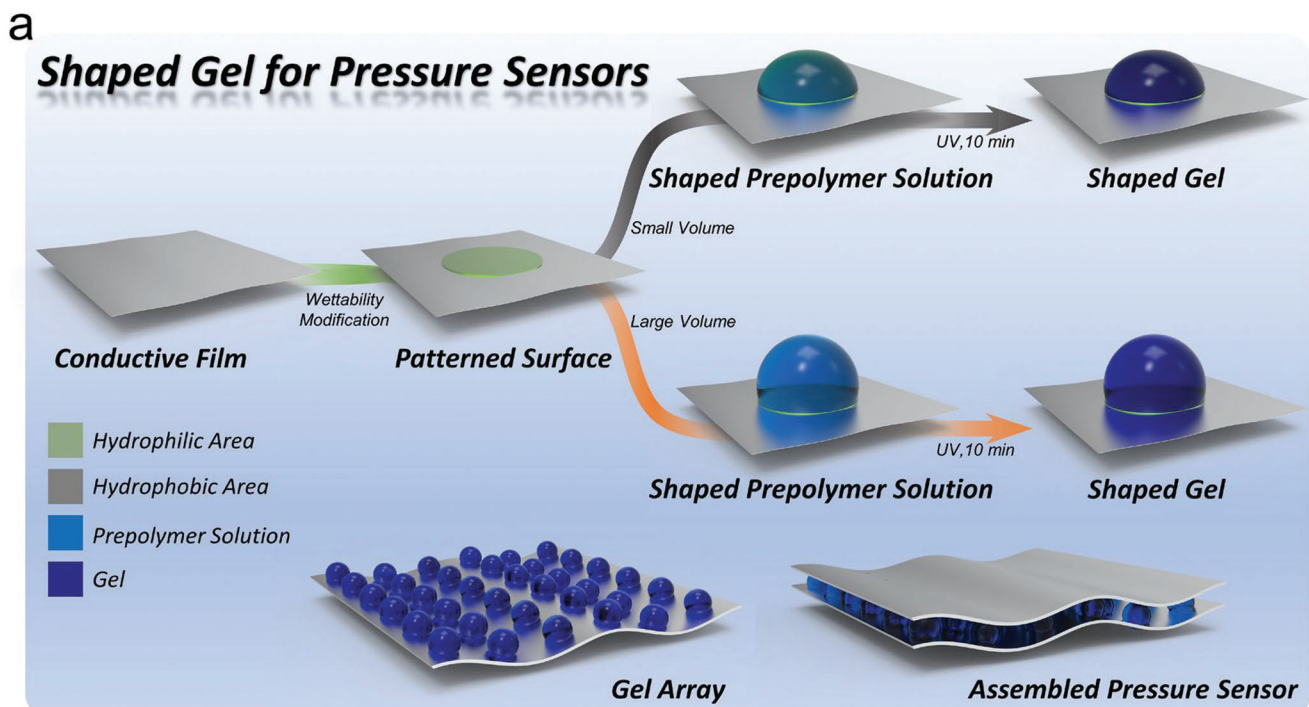 a
Shaped Gel for Pressure Sensors
UV,10 min
Shaped Prepolymer Solution
Shaped Gel
Small Volume
Wettability
Modification
Large Volume
Conductive Film
Patterned Surface
Hydrophilic Area
Hydrophobic Area
Prepolymer Solution
Gel
UV,10 min
Shaped Prepolymer Solution
Shaped Gel
Gel Array
Assembled Pressure Sensor